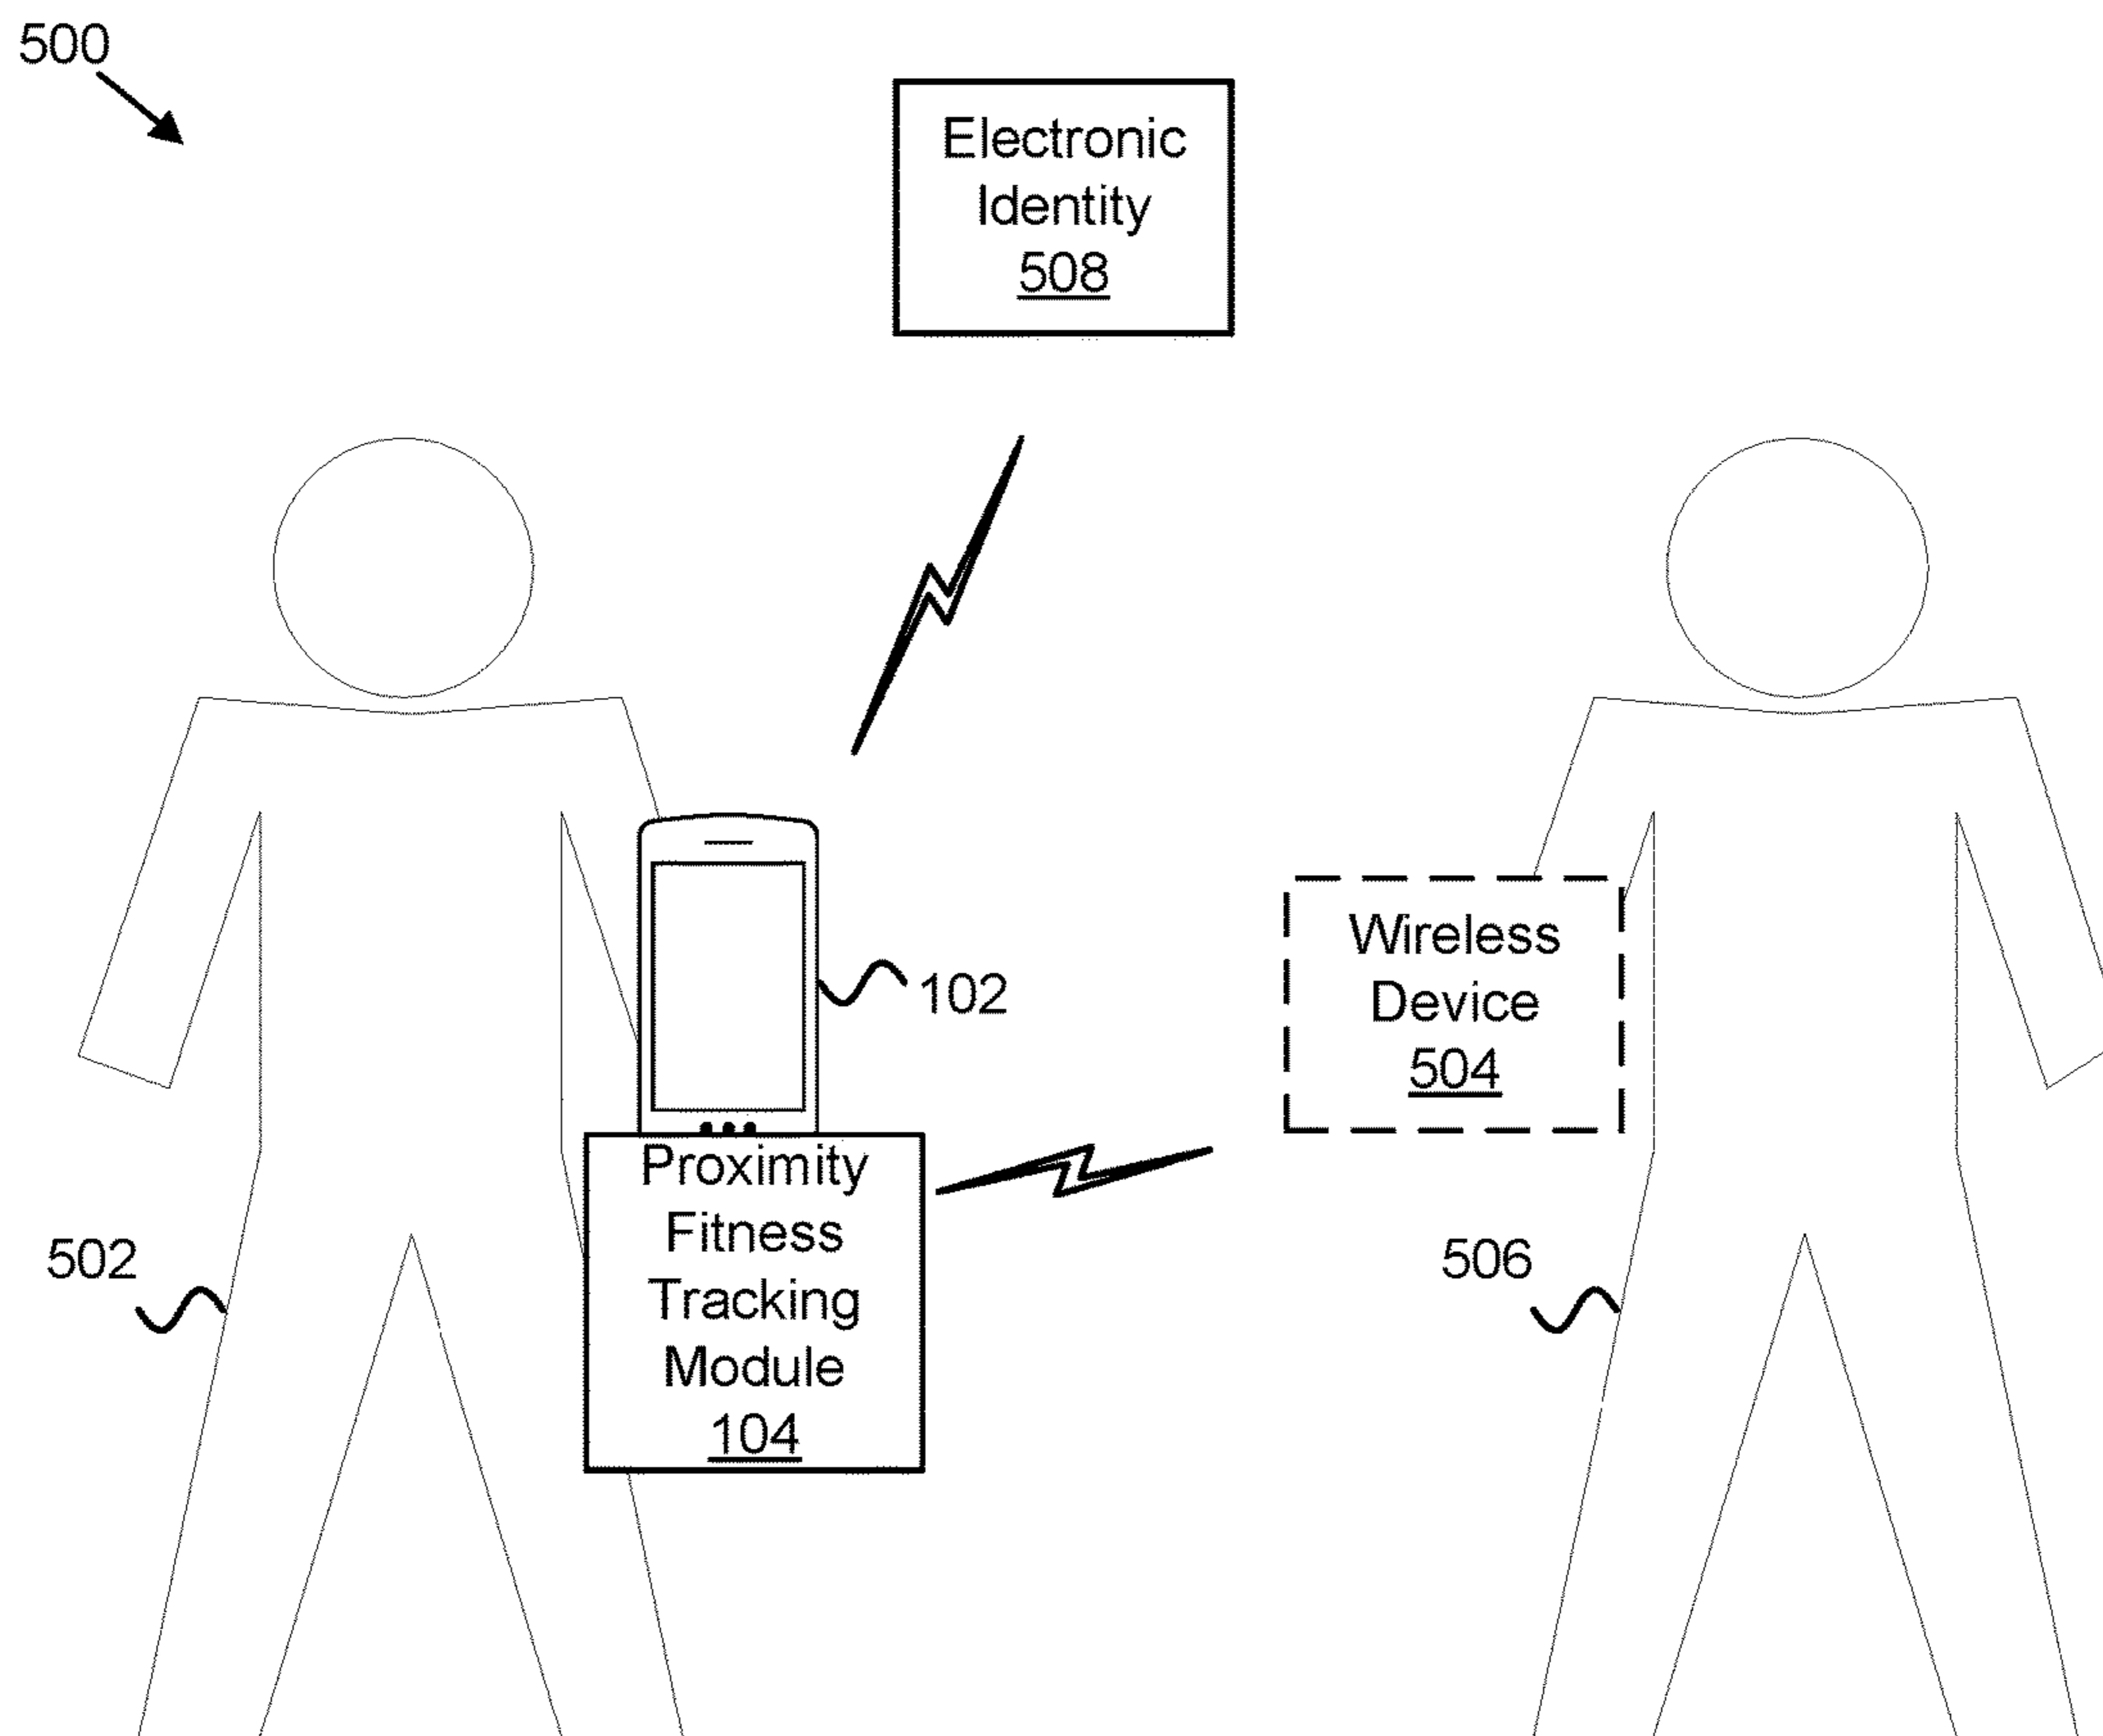 500
Electronic
Identity
508
102
Wireless
Device
504
Proximity
Fitness
Tracking
Module
104
502
506